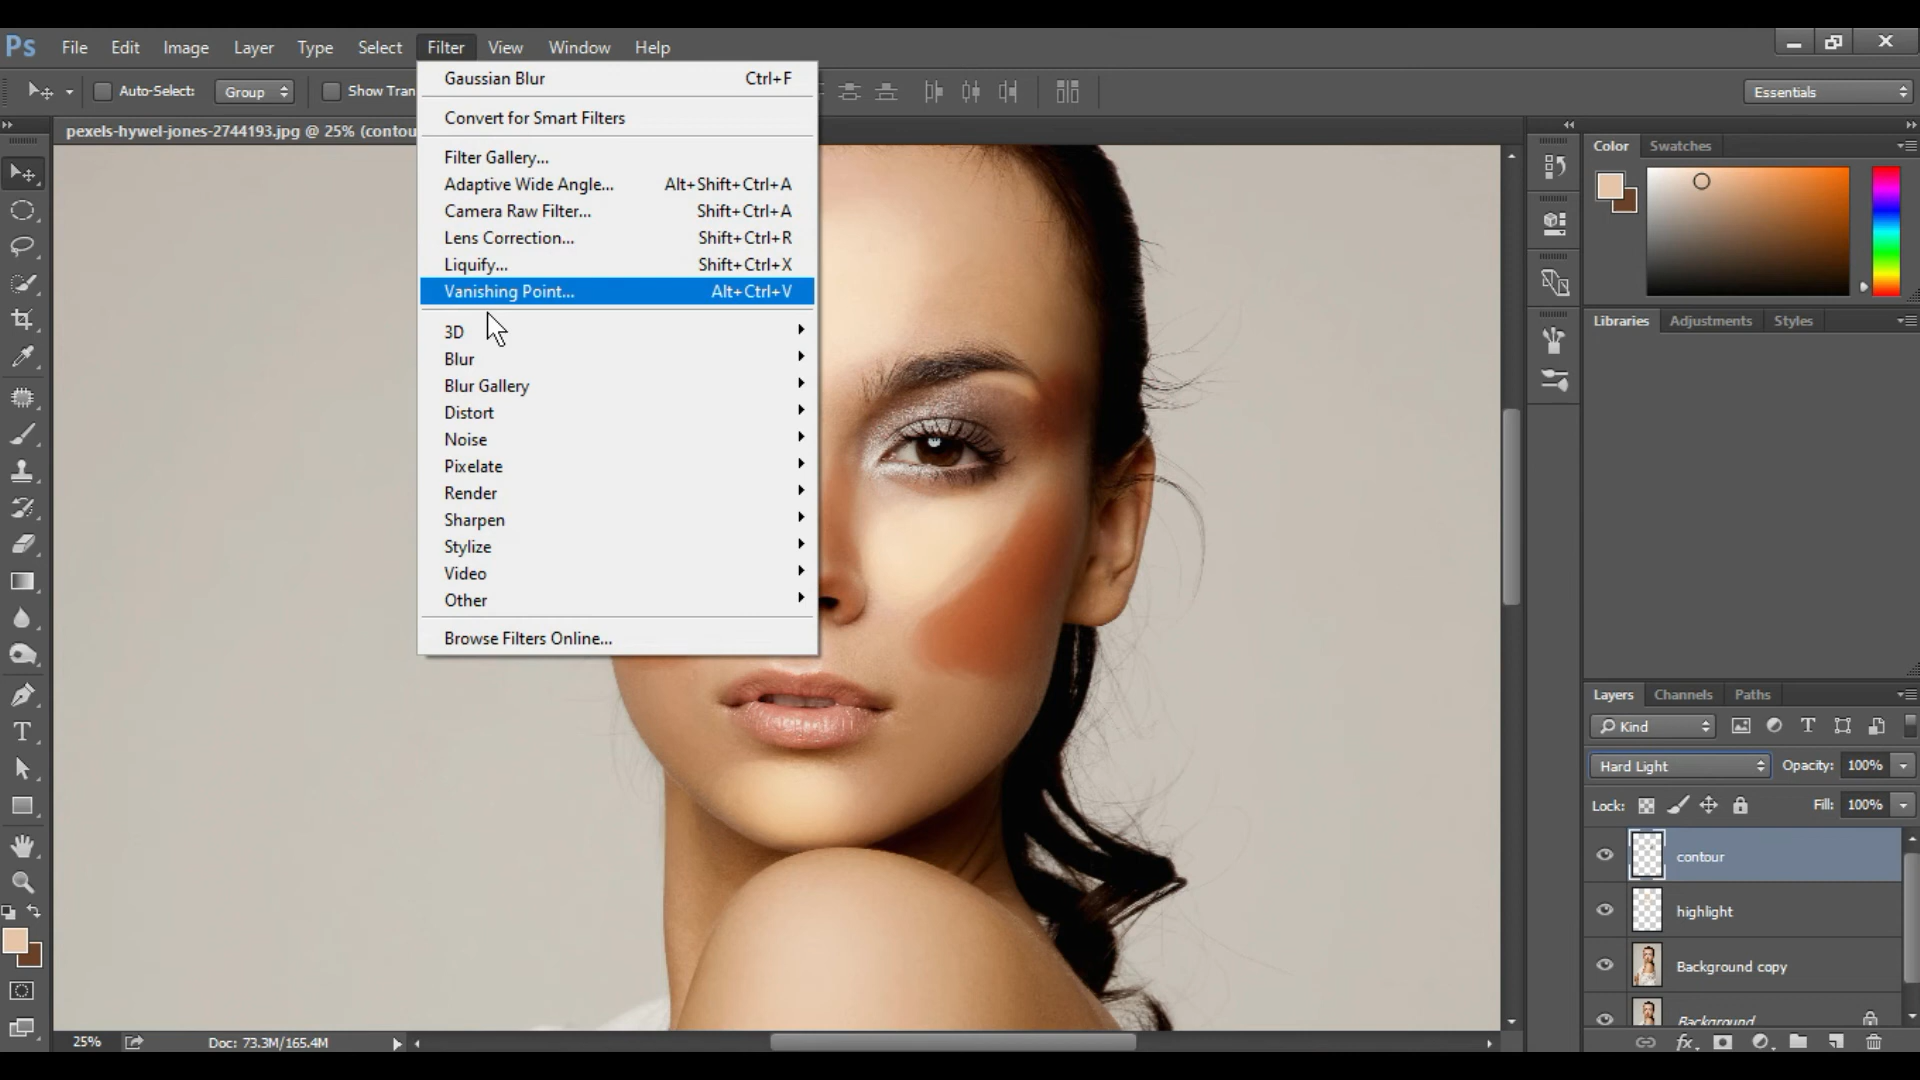 Ps File Edit Image Layer Type Select Filter View Window Help
Auto-Select: Group Show Tran Essentials
pexels-hywel-jones-2744193.jpg @ 25% (contou
Gaussian Blur Ctrl+F
Convert for Smart Filters
Filter Gallery...
Adaptive Wide Angle... Alt+Shift+Ctrl+A
Camera Raw Filter... Shift+Ctrl+A
Lens Correction... Shift+Ctrl+R
Liquify... Shift+Ctrl+X
Vanishing Point... Alt+Ctrl+V
3D
Blur
Blur Gallery
Distort
Noise
Pixelate
Render
Sharpen
Stylize
Video
Other
Browse Filters Online...
Color Swatches
Libraries Adjustments Styles
Layers Channels Paths
Kind
Hard Light Opacity: 100%
Lock: Fill: 100%
contour
highlight
Background copy
Background
25% Doc: 73.3M/165.4M